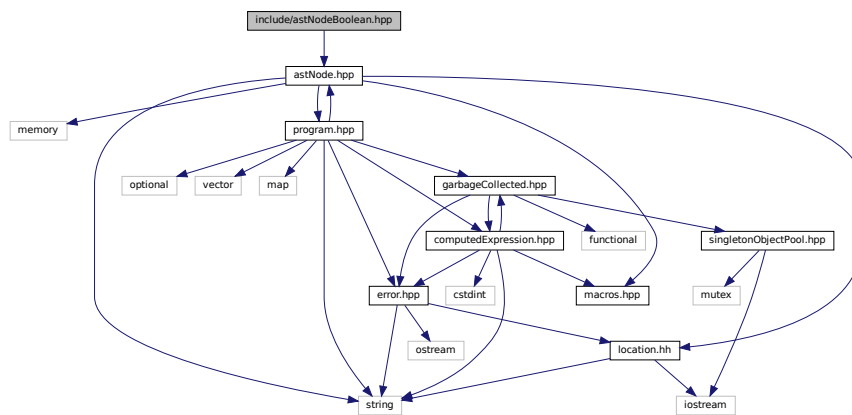 include/astNodeBoolean.hpp
astNode.hpp
memory
program.hpp
optional
vector
map
garbageCollected.hpp
computedExpression.hpp
functional
singletonObjectPool.hpp
error.hpp
cstdint
macros.hpp
mutex
ostream
location.hh
string
iostream